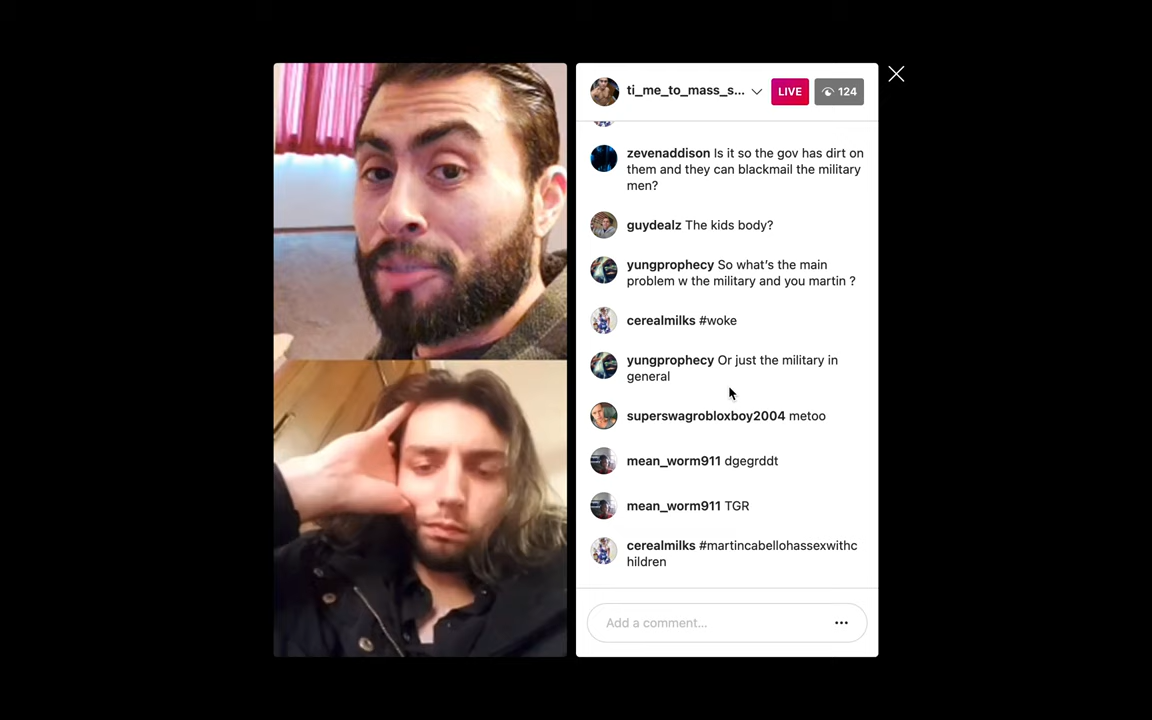 ti_me_to_mass_s...
LIVE
124
zevenaddison Is it so the gov has dirt on
them and they can blackmail the military
men?
guydealz The kids body?
yungprophecy So what's the main
problem w the military and you martin ?
cerealmilks #woke
yungprophecy Or just the military in
general
superswagrobloxboy2004 metoo
mean_worm911 dgegrddt
mean_worm911 TGR
cerealmilks #martincabellohassexwithc
hildren
Add a comment...